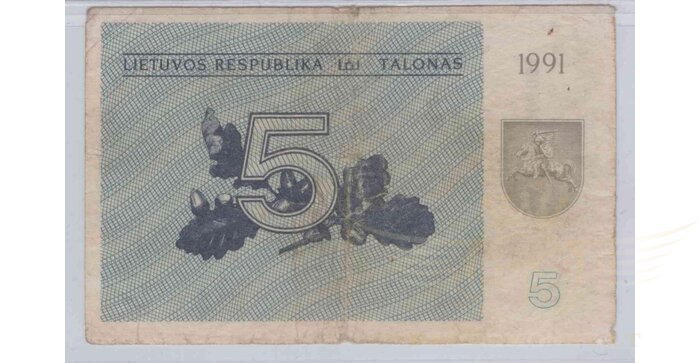 LIETUVOS RESPUBLIKA TALONAS
1991
5
5